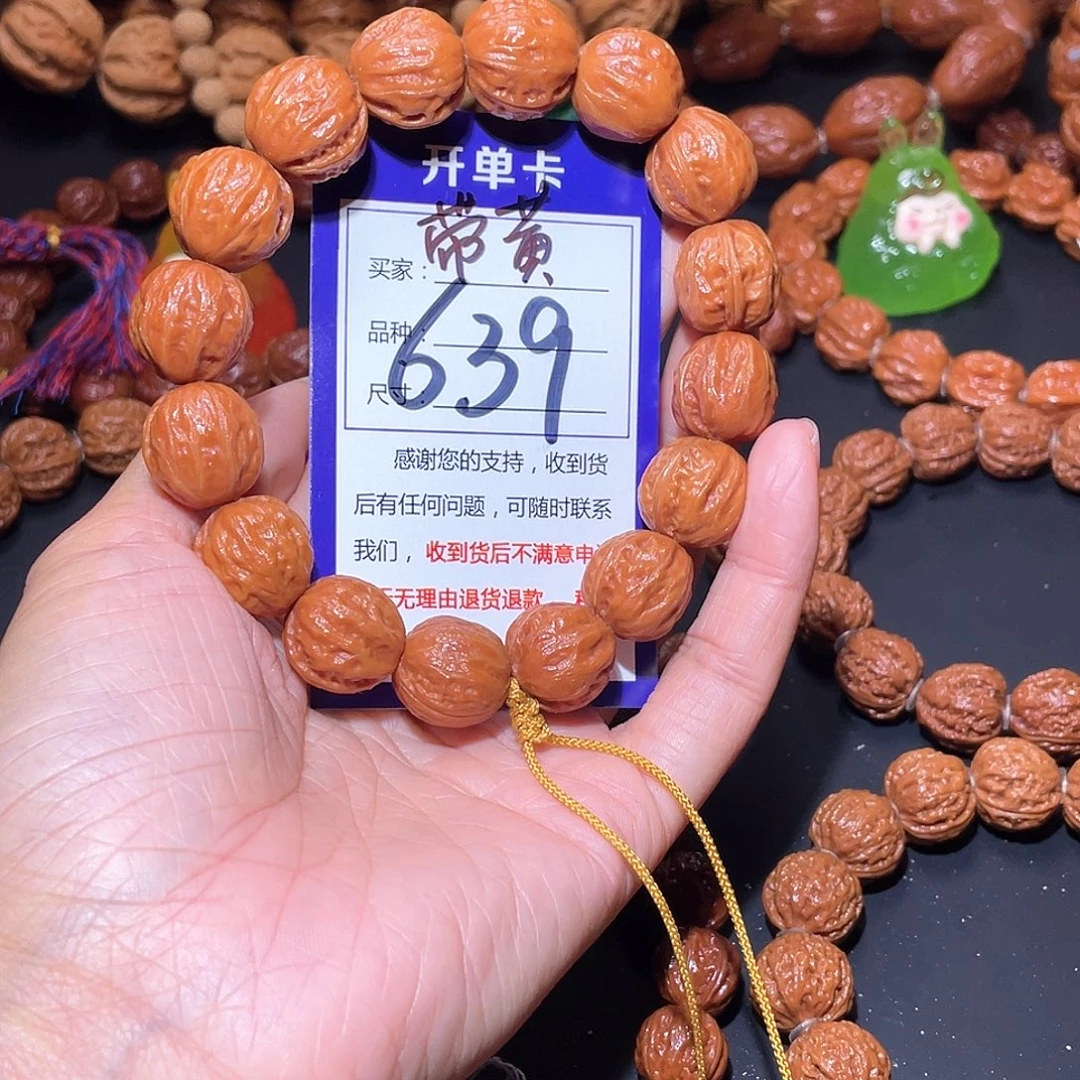 开单卡
带黄
买家：
品种：
639
尺寸：
感谢您的支持，收到货
后有任何问题，可随时联系
我们，收到货后不满意申
无理由退货退款